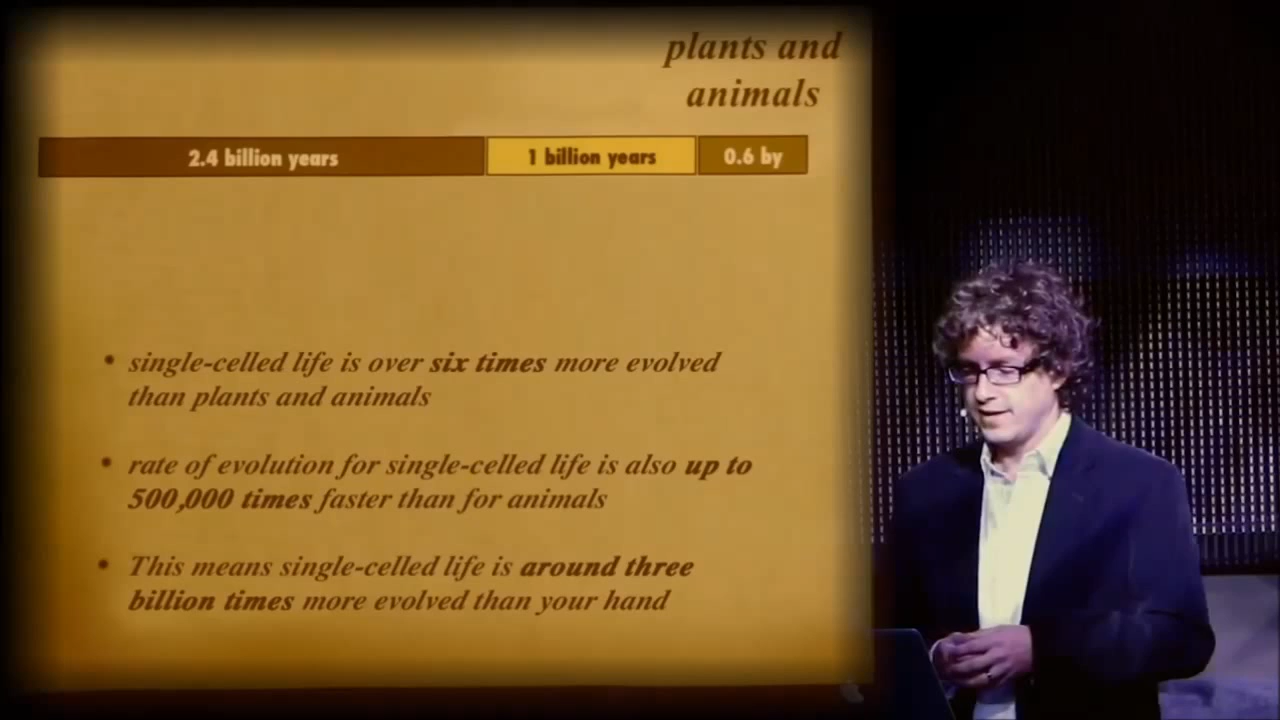 plants and
animals
2.4 billion years 1 billion years 0.6 by
• single-celled life is over six times more evolved
than plants and animals
• rate of evolution for single-celled life is also up to
500,000 times faster than for animals
• This means single-celled life is around three
billion times more evolved than your hand